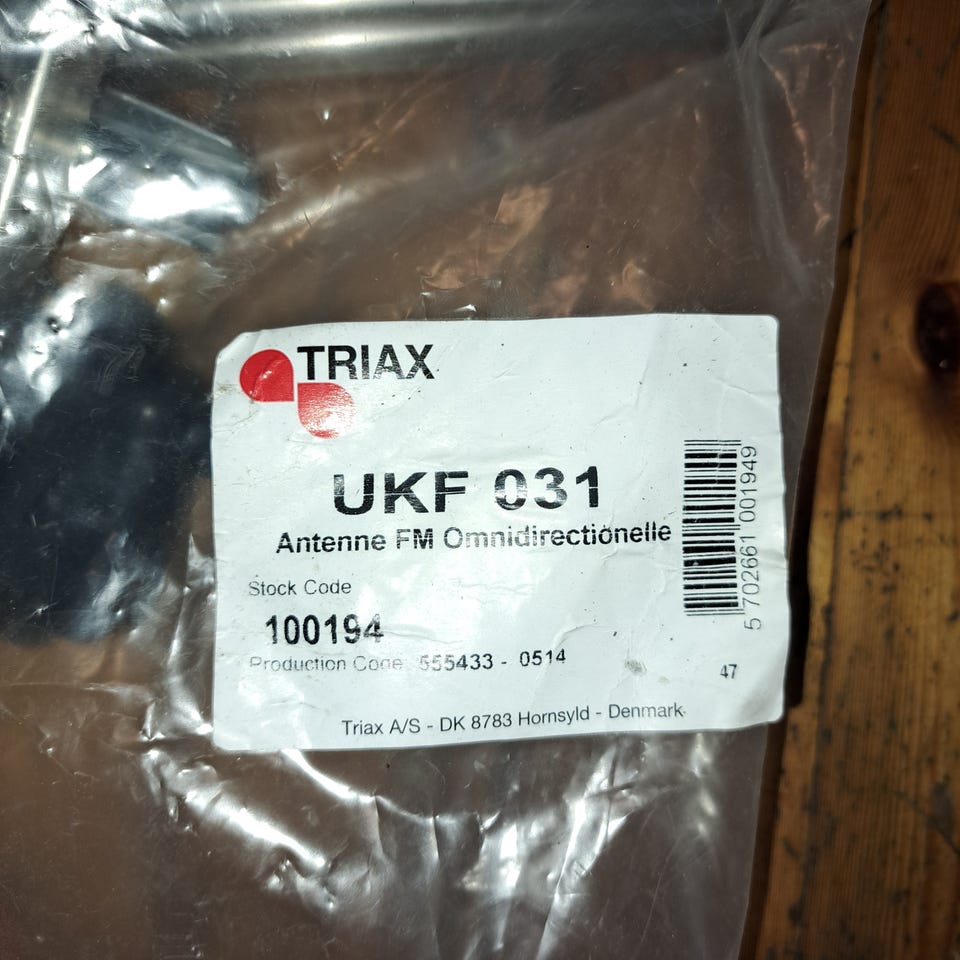 TRIAX
UKF 031
Antenne FM Omnidirectionelle
Stock Code
100194
Production Code 555433 - 0514
47
Triax A/S - DK 8783 Hornsyld - Denmark
5 702661 001949